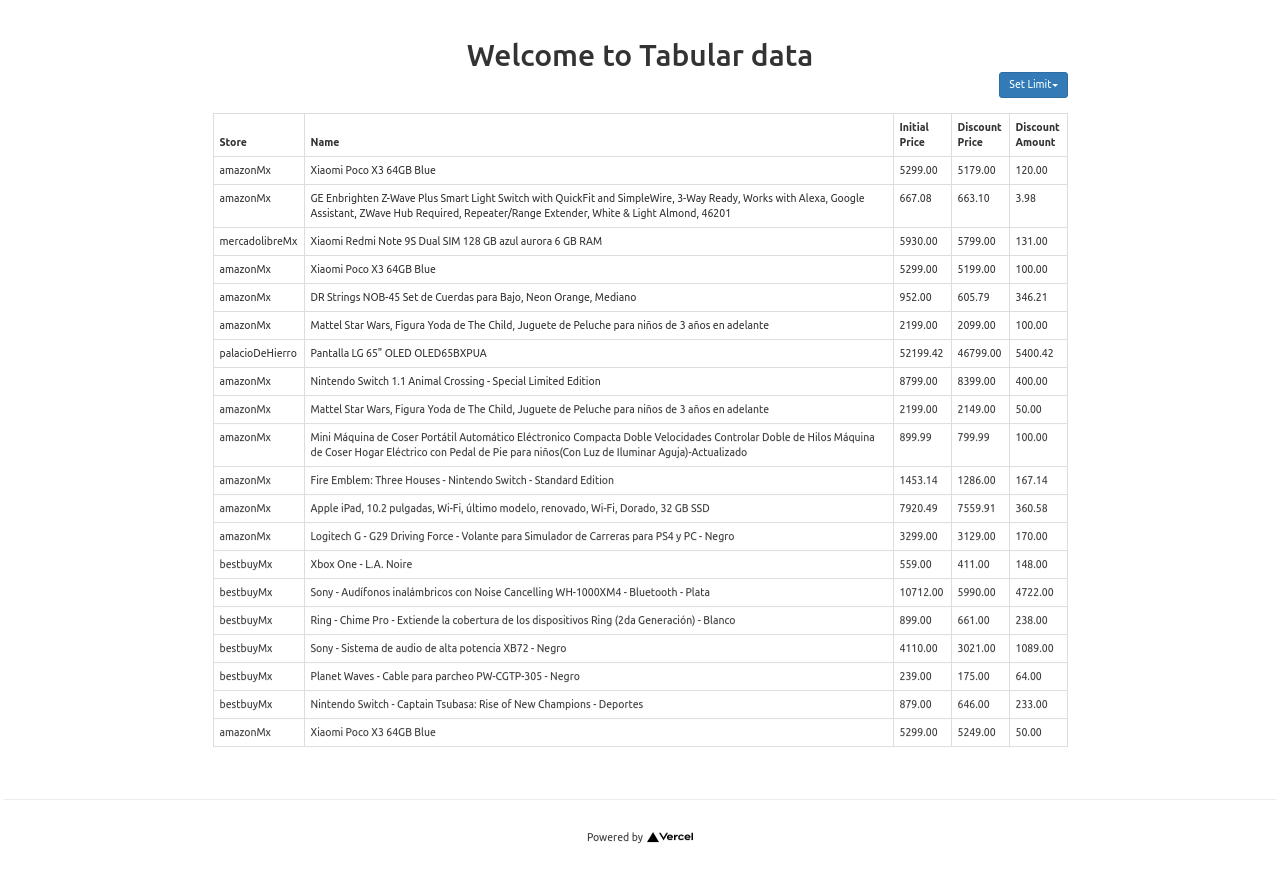 Welcome to Tabular data
Set Limit
Store Name Initial Price Discount Price Discount Amount
amazonMx Xiaomi Poco X3 64GB Blue 5299.00 5179.00 120.00
amazonMx GE Enbrighten Z-Wave Plus Smart Light Switch with QuickFit and SimpleWire, 3-Way Ready, Works with Alexa, Google 667.08 663.10 3.98
Assistant, ZWave Hub Required, Repeater/Range Extender, White & Light Almond, 46201
mercadolibreMx Xiaomi Redmi Note 9S Dual SIM 128 GB azul aurora 6 GB RAM 5930.00 5799.00 131.00
amazonMx Xiaomi Poco X3 64GB Blue 5299.00 5199.00 100.00
amazonMx DR Strings NOB-45 Set de Cuerdas para Bajo, Neon Orange, Mediano 952.00 605.79 346.21
amazonMx Mattel Star Wars, Figura Yoda de The Child, Juguete de Peluche para niños de 3 años en adelante 2199.00 2099.00 100.00
palacioDeHierro Pantalla LG 65" OLED OLED65BXPUA 52199.42 46799.00 5400.42
amazonMx Nintendo Switch 1.1 Animal Crossing - Special Limited Edition 8799.00 8399.00 400.00
amazonMx Mattel Star Wars, Figura Yoda de The Child, Juguete de Peluche para niños de 3 años en adelante 2199.00 2149.00 50.00
amazonMx Mini Máquina de Coser Portátil Automático Eléctronico Compacta Doble Velocidades Controlar Doble de Hilos Máquina 899.99 799.99 100.00
de Coser Hogar Eléctrico con Pedal de Pie para niños(Con Luz de Iluminar Aguja)-Actualizado
amazonMx Fire Emblem: Three Houses - Nintendo Switch - Standard Edition 1453.14 1286.00 167.14
amazonMx Apple iPad, 10.2 pulgadas, Wi-Fi, último modelo, renovado, Wi-Fi, Dorado, 32 GB SSD 7920.49 7559.91 360.58
amazonMx Logitech G - G29 Driving Force - Volante para Simulador de Carreras para PS4 y PC - Negro 3299.00 3129.00 170.00
bestbuyMx Xbox One - L.A. Noire 559.00 411.00 148.00
bestbuyMx Sony - Audífonos inalámbricos con Noise Cancelling WH-1000XM4 - Bluetooth - Plata 10712.00 5990.00 4722.00
bestbuyMx Ring - Chime Pro - Extiende la cobertura de los dispositivos Ring (2da Generación) - Blanco 899.00 661.00 238.00
bestbuyMx Sony - Sistema de audio de alta potencia XB72 - Negro 4110.00 3021.00 1089.00
bestbuyMx Planet Waves - Cable para parcheo PW-CGTP-305 - Negro 239.00 175.00 64.00
bestbuyMx Nintendo Switch - Captain Tsubasa: Rise of New Champions - Deportes 879.00 646.00 233.00
amazonMx Xiaomi Poco X3 64GB Blue 5299.00 5249.00 50.00
Powered by Vercel